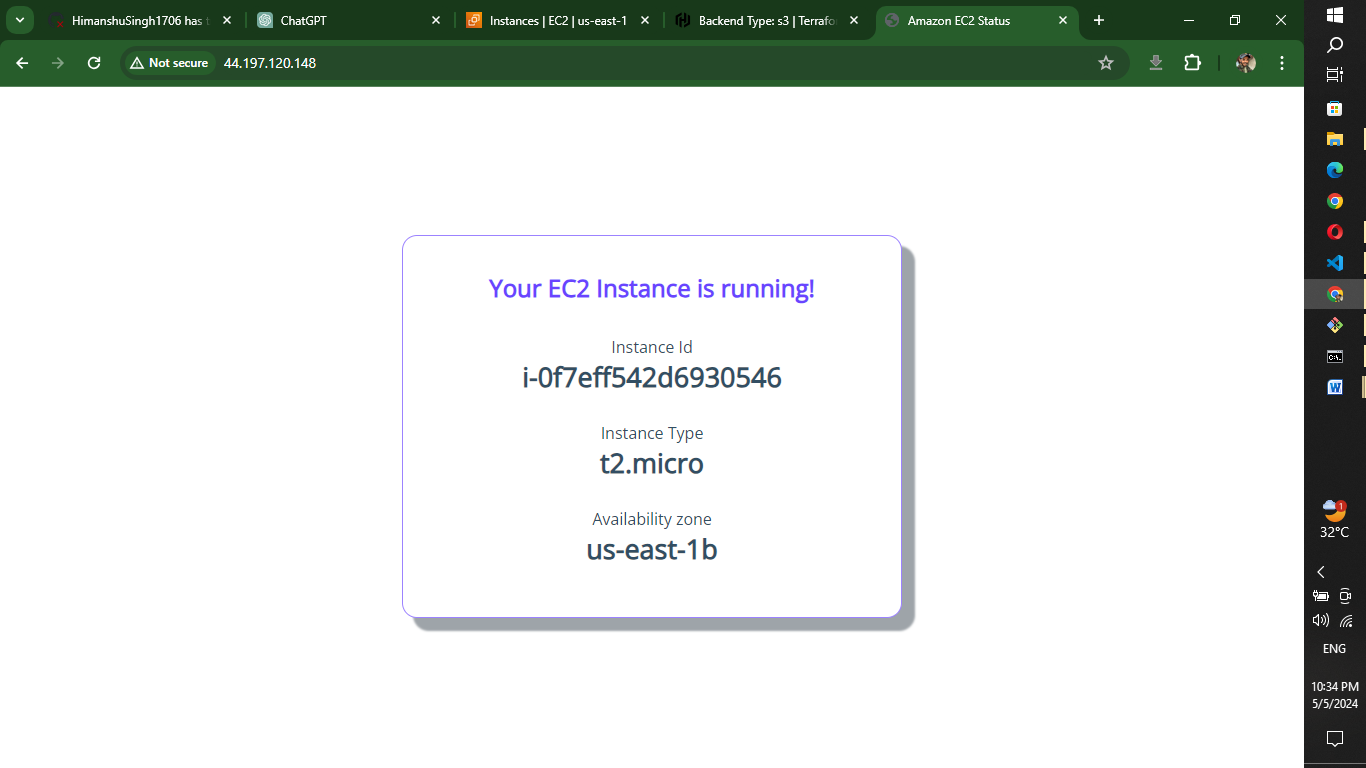 HimanshuSingh1706 has
ChatGPT
Instances | EC2 | us-east-1
Backend Type: s3 | Terrafo
Amazon EC2 Status
Not secure
44.197.120.148
Your EC2 Instance is running!
Instance Id
i-0f7eff542d6930546
Instance Type
t2.micro
Availability zone
us-east-1b
1
32°C
ENG
10:34 PM
5/5/2024